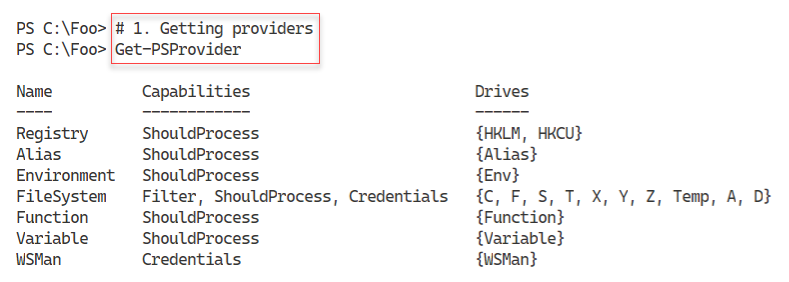 PS C:\Foo> # 1. Getting providers
PS C:\Foo> Get-PSProvider
Name Capabilities Drives
---- ------------ ------
Registry ShouldProcess {HKLM, HKCU}
Alias ShouldProcess {Alias}
Environment ShouldProcess {Env}
FileSystem Filter, ShouldProcess, Credentials {C, F, S, T, X, Y, Z, Temp, A, D}
Function ShouldProcess {Function}
Variable ShouldProcess {Variable}
WSMan Credentials {WSMan}